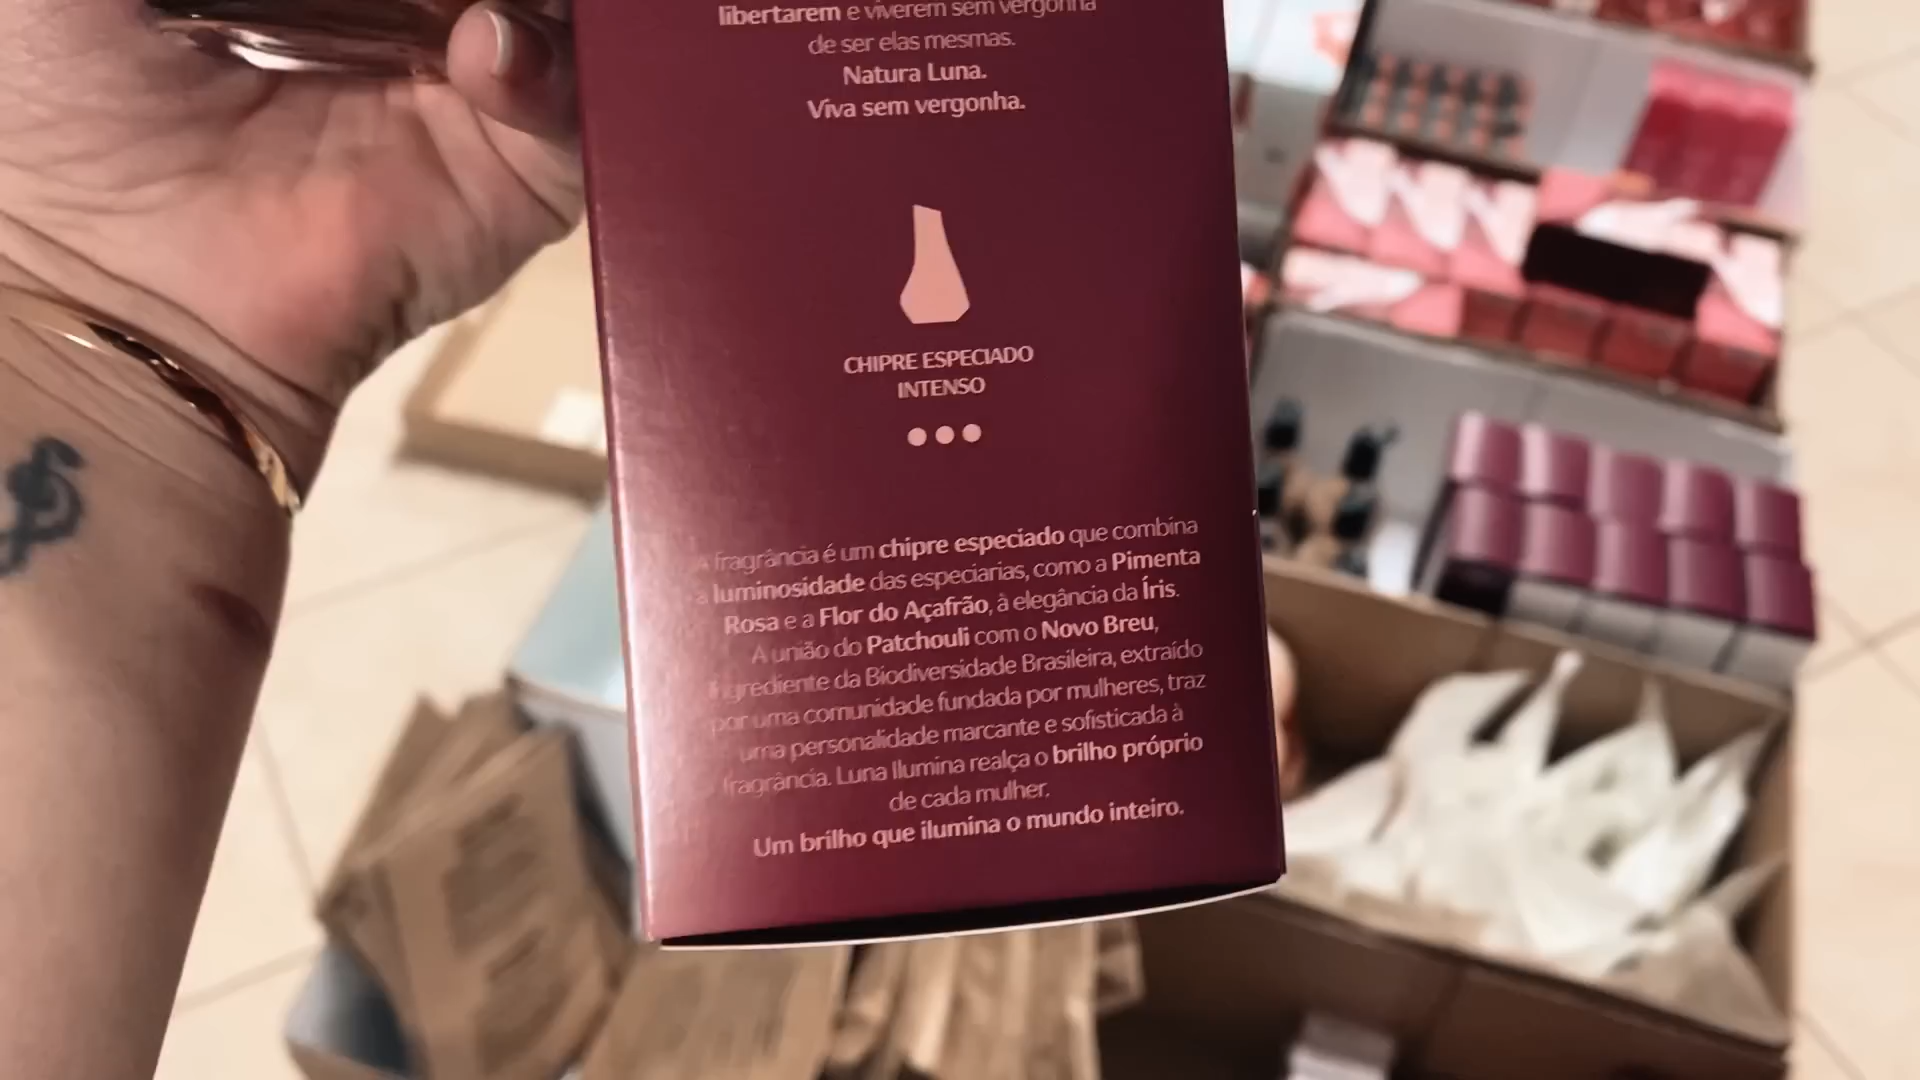 libertarem e viverem sem vergonha
de ser elas mesmas.
Natura Luna.
Viva sem vergonha.
CHIPRE ESPECIADO
INTENSO
A fragrância é um chipre especiado que combina
a luminosidade das especiarias, como a Pimenta
Rosa e a Flor do Açafrão, à elegância da Íris.
A união do Patchouli com o Novo Breu,
ingrediente da Biodiversidade Brasileira, extraído
por uma comunidade fundada por mulheres, traz
uma personalidade marcante e sofisticada à
fragrância. Luna Ilumina realça o brilho próprio
de cada mulher.
Um brilho que ilumina o mundo inteiro.